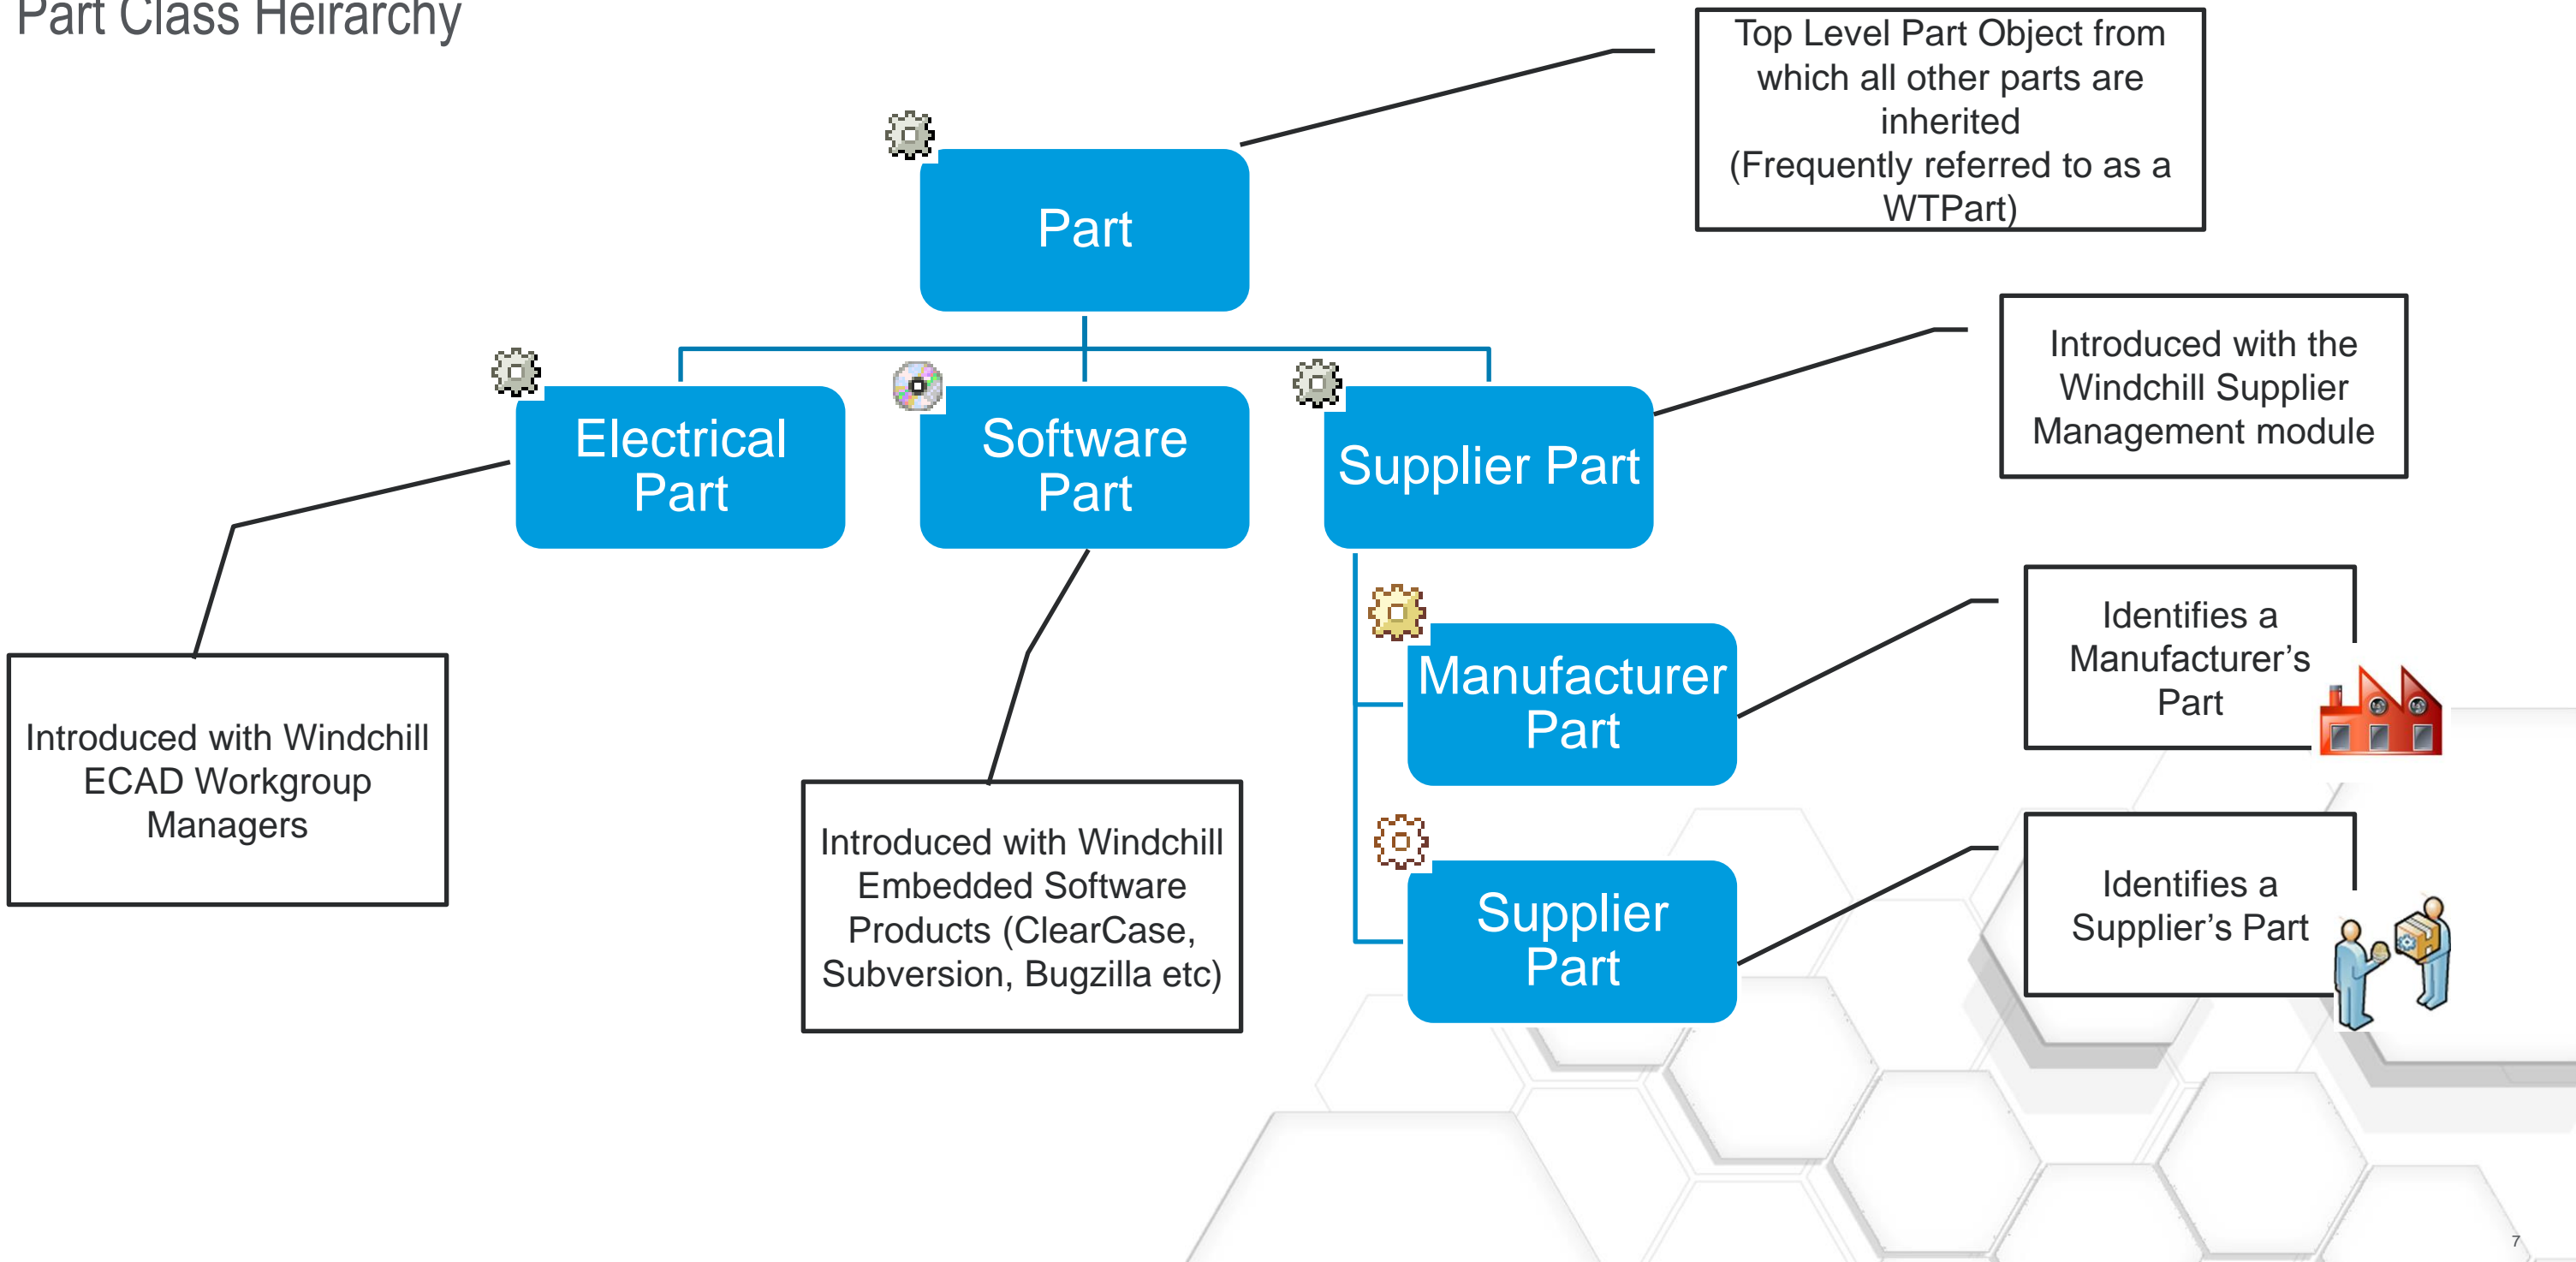 Part Class Heirarchy
Top Level Part Object from
which all other parts are
inherited
(Frequently referred to as a
WTPart)
Part
Introduced with the
Windchill Supplier
Management module
Electrical
Part
Software
Part
Supplier Part
Identifies a
Manufacturer’s
Part
Manufacturer
Part
Introduced with Windchill
ECAD Workgroup
Managers
Introduced with Windchill
Embedded Software
Products (ClearCase,
Subversion, Bugzilla etc)
Supplier
Part
Identifies a
Supplier’s Part
7